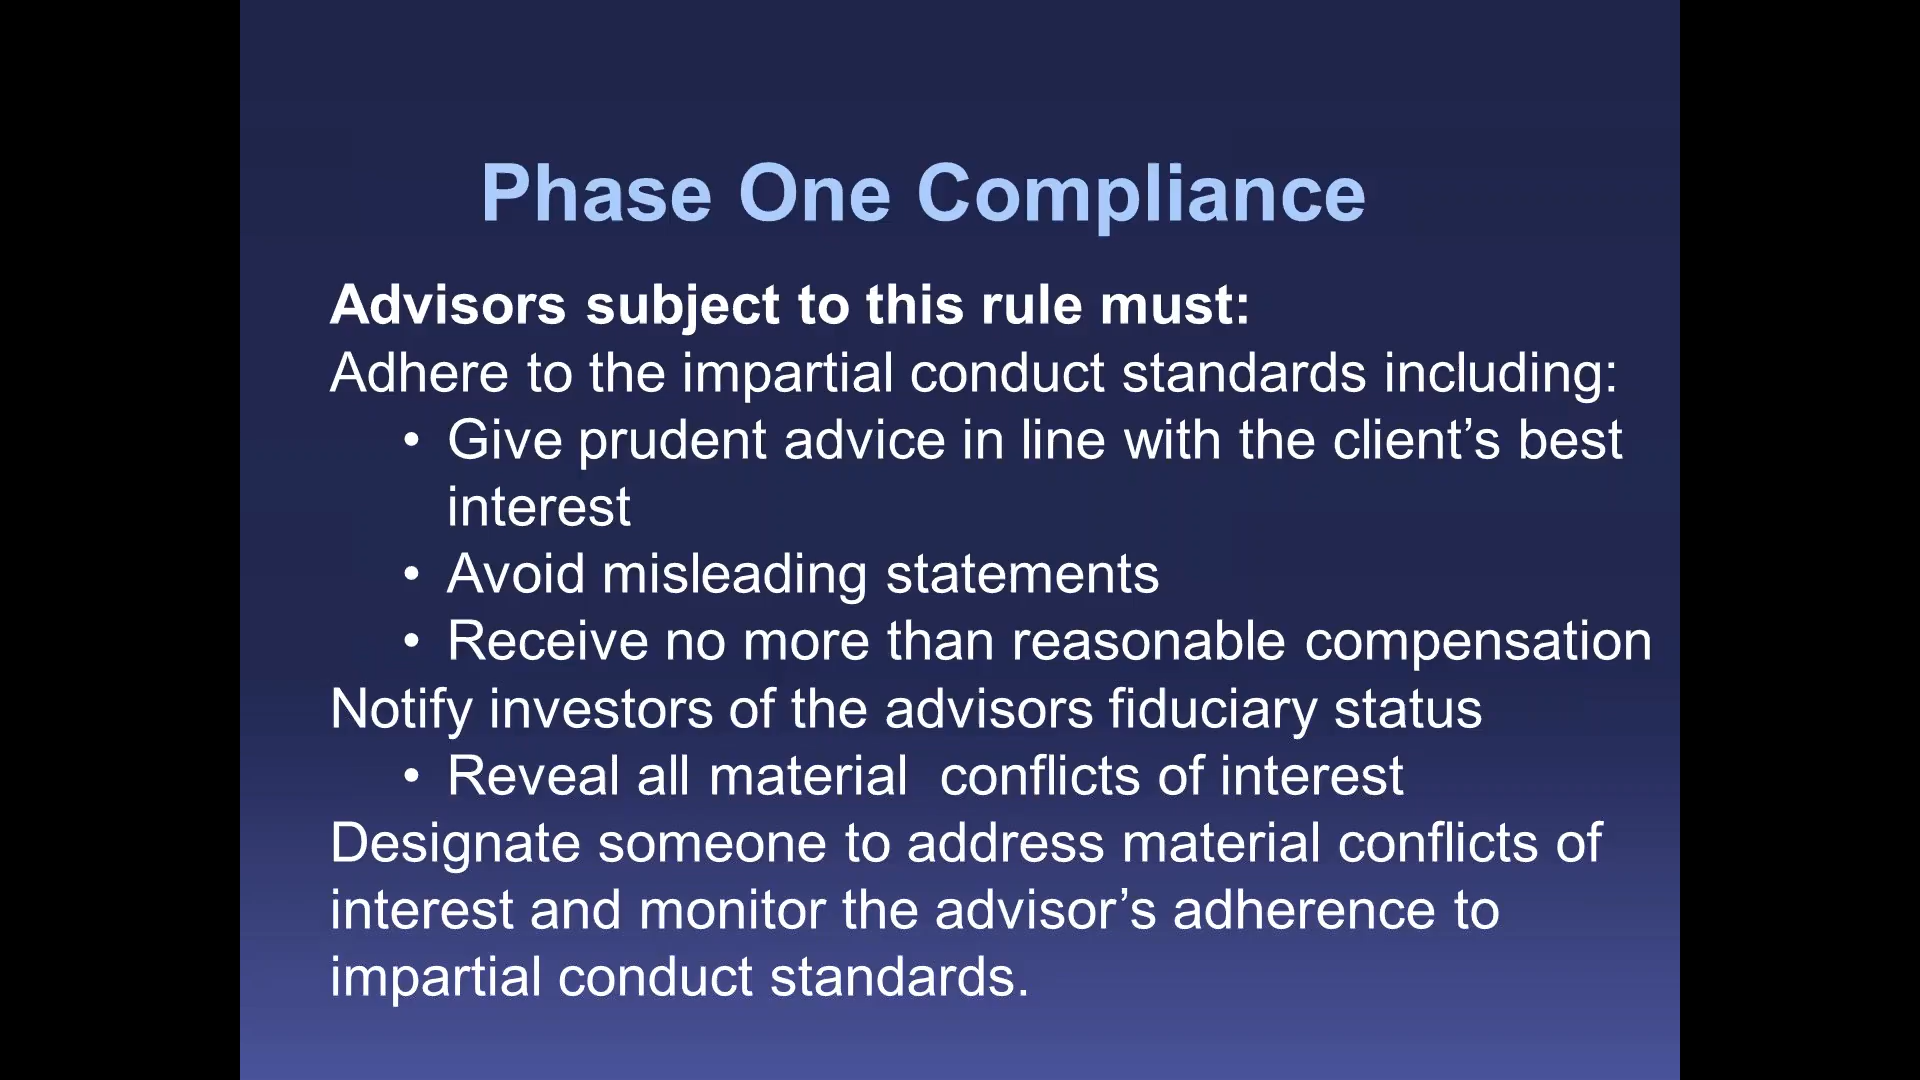 Phase One Compliance
Advisors subject to this rule must:
Adhere to the impartial conduct standards including:
• Give prudent advice in line with the client’s best
interest
• Avoid misleading statements
• Receive no more than reasonable compensation
Notify investors of the advisors fiduciary status
• Reveal all material  conflicts of interest
Designate someone to address material conflicts of
interest and monitor the advisor’s adherence to
impartial conduct standards.